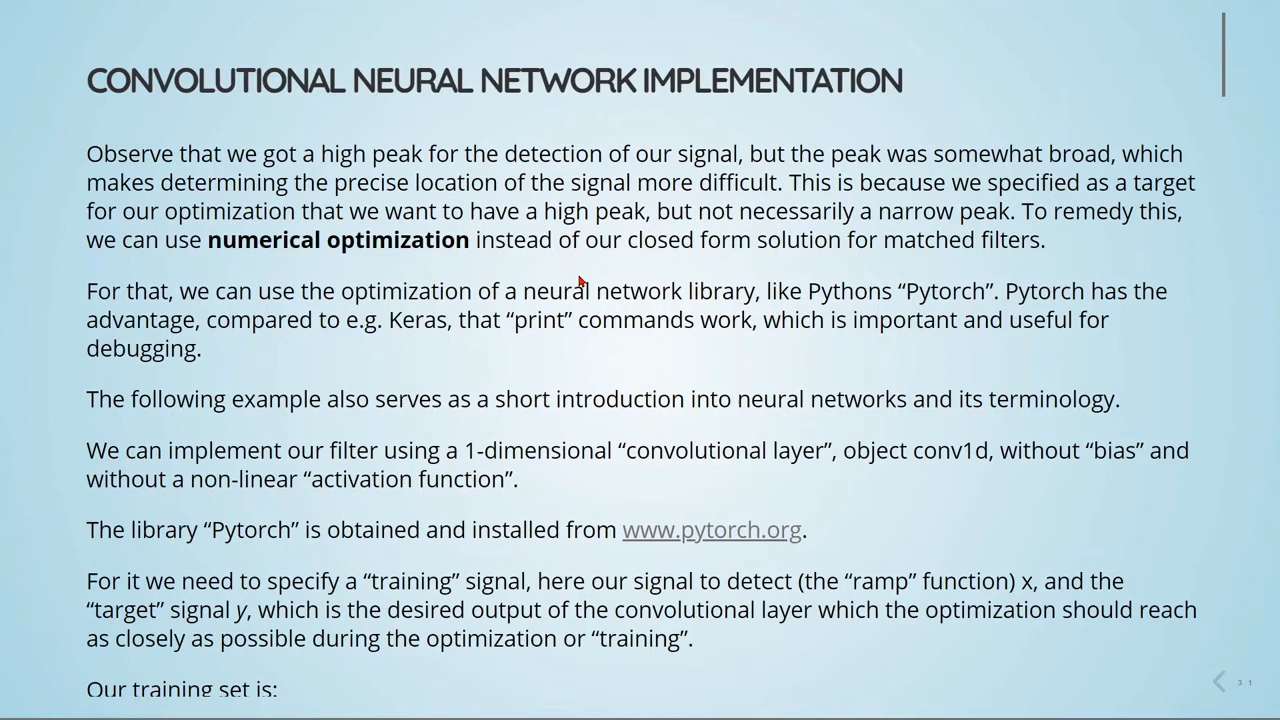 CONVOLUTIONAL NEURAL NETWORK IMPLEMENTATION
Observe that we got a high peak for the detection of our signal, but the peak was somewhat broad, which
makes determining the precise location of the signal more difficult. This is because we specified as a target
for our optimization that we want to have a high peak, but not necessarily a narrow peak. To remedy this,
we can use numerical optimization instead of our closed form solution for matched filters.
For that, we can use the optimization of a neural network library, like Pythons “Pytorch”. Pytorch has the
advantage, compared to e.g. Keras, that “print” commands work, which is important and useful for
debugging.
The following example also serves as a short introduction into neural networks and its terminology.
We can implement our filter using a 1-dimensional “convolutional layer”, object conv1d, without “bias” and
without a non-linear “activation function”.
The library “Pytorch” is obtained and installed from www.pytorch.org.
For it we need to specify a “training” signal, here our signal to detect (the “ramp” function) x, and the
“target” signal y, which is the desired output of the convolutional layer which the optimization should reach
as closely as possible during the optimization or “training”.
Our training set is:
3.1